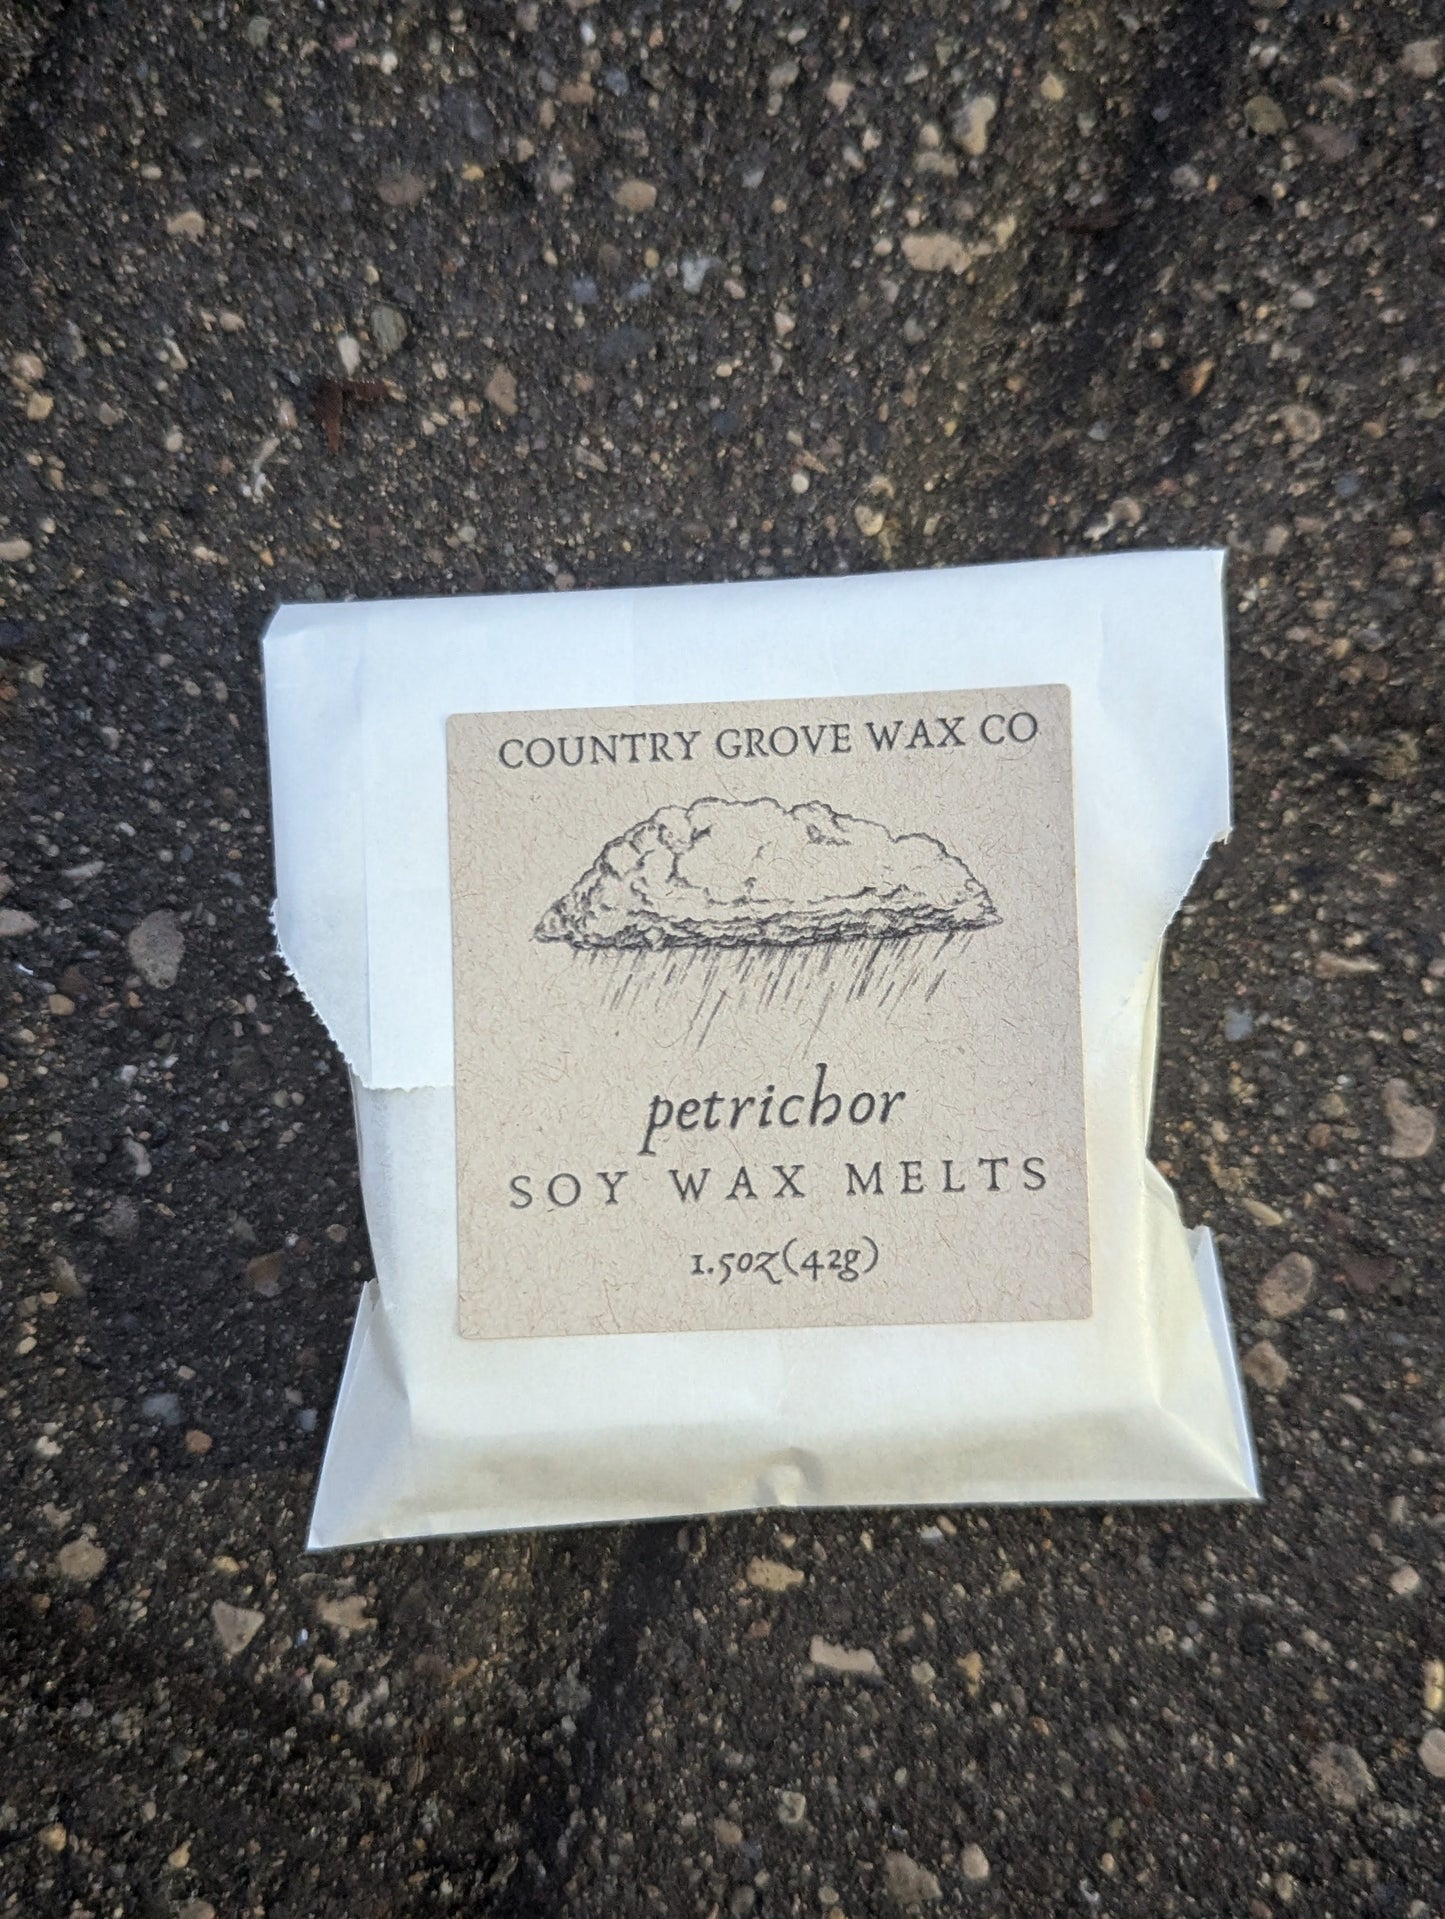 COUNTRY GROVE WAX CO
petrichor
SOY WAX MELTS
1.5oz(42g)